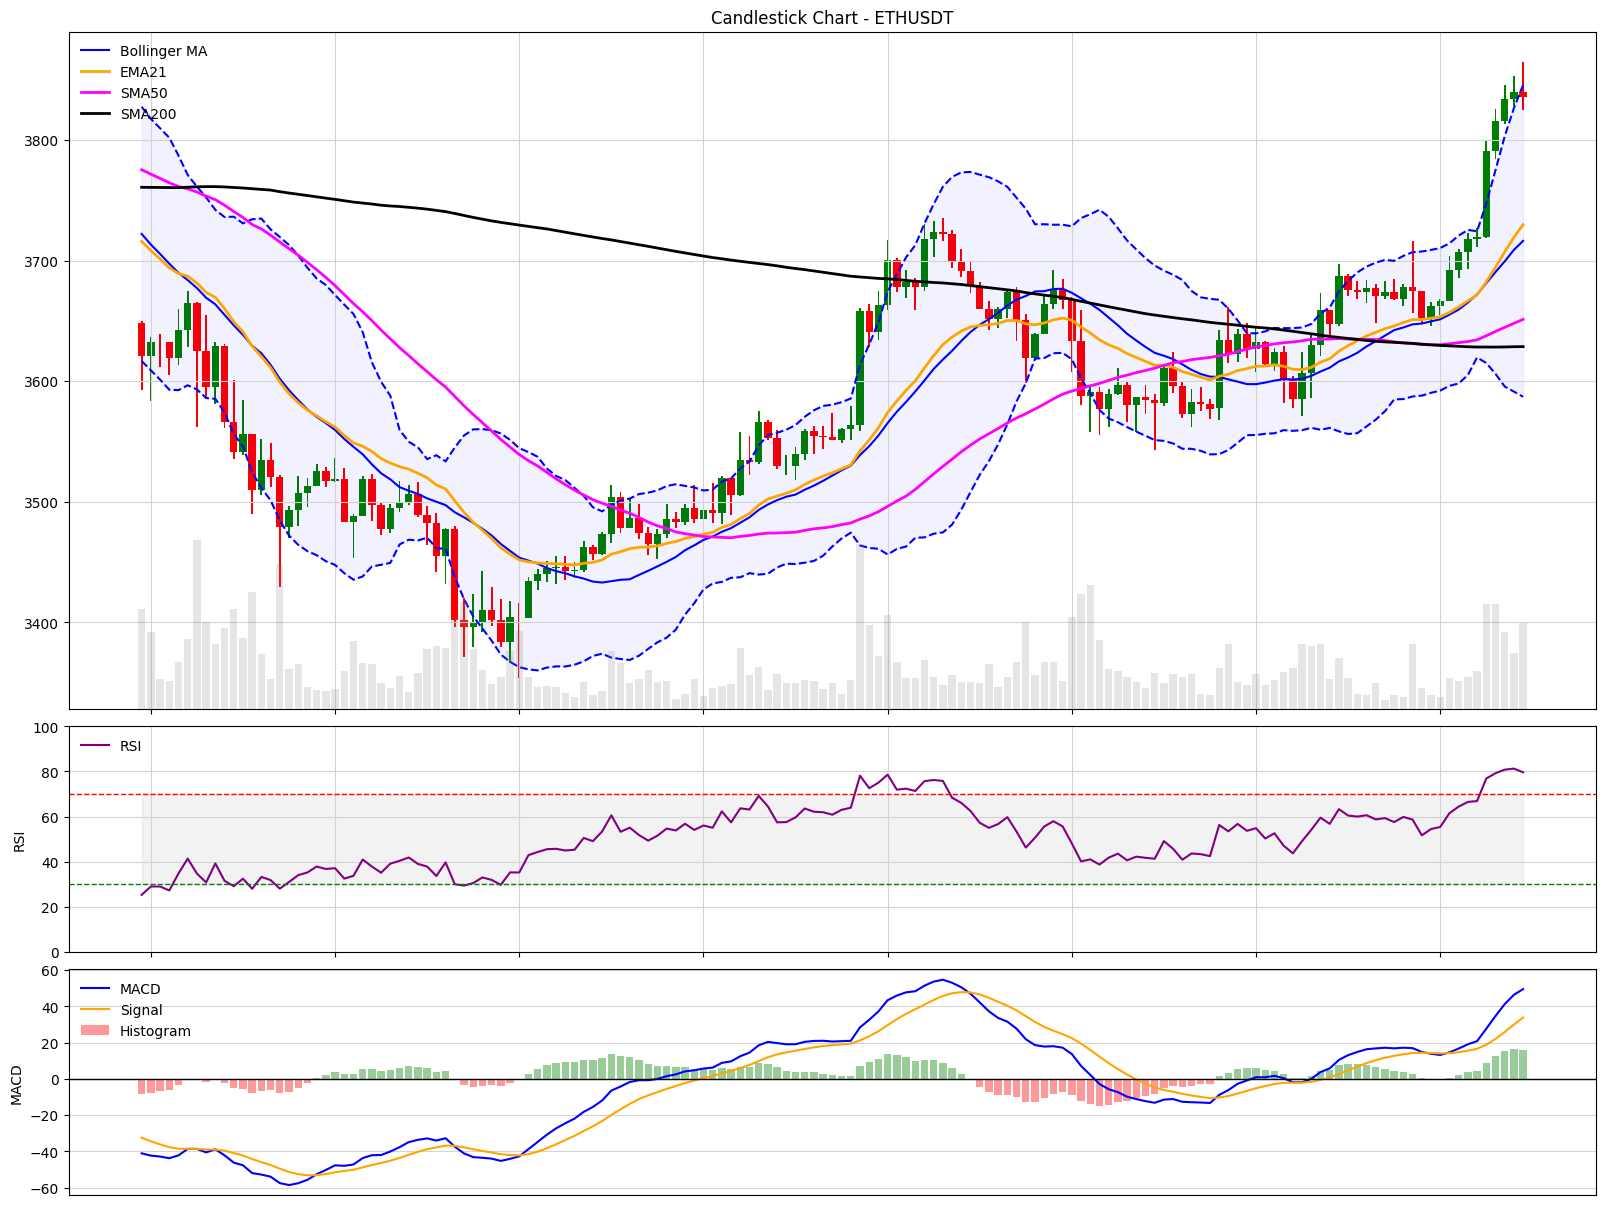 Candlestick Chart - ETHUSDT
Bollinger MA
EMA21
SMA50
SMA200
3800
3700
3600
3500
3400
RSI
100
80
60
40
20
0
RSI
MACD
Signal
Histogram
60
40
20
0
−20
−40
−60
MACD